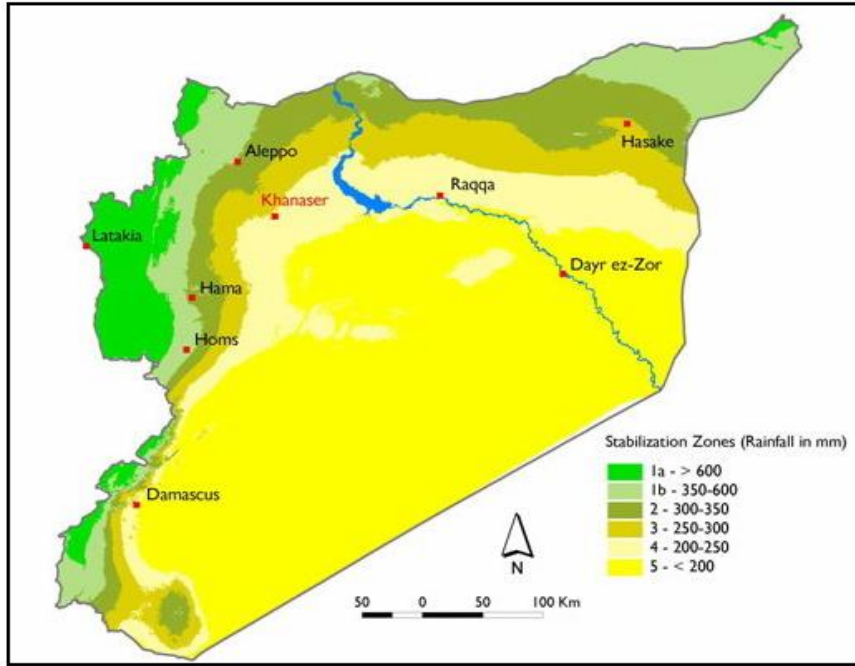 Aleppo
Hasake
Khanaser
Raqqa
Latakia
Dayr ez-Zor
Hama
Homs
Damascus
Stabilization Zones (Rainfall in mm)
1a - > 600
1b - 350-600
2 - 300-350
3 - 250-300
4 - 200-250
5 - < 200
N
50 0 50 100 Km